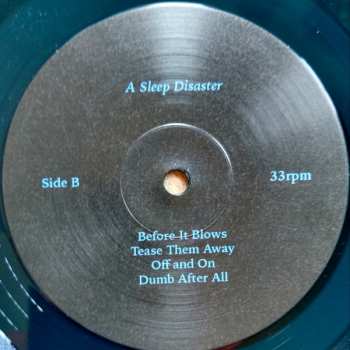 A Sleep Disaster
Side B
33rpm
Before It Blows
Tease Them Away
Off and On
Dumb After All